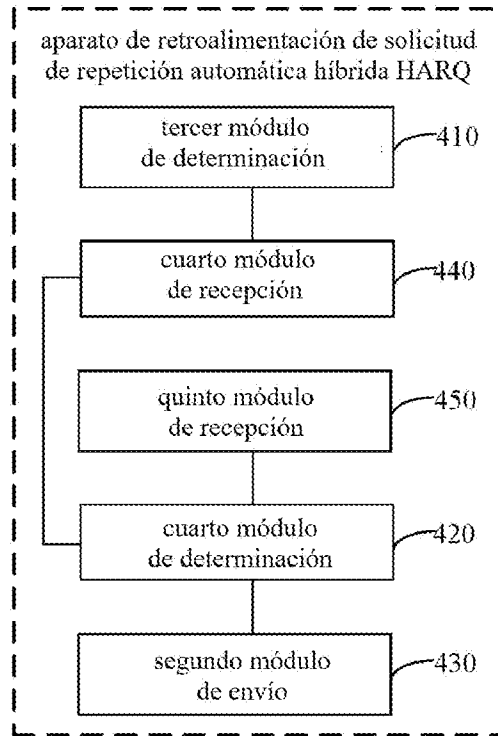 aparato de retroalimentación de solicitud
de repetición automática híbrida HARQ
tercer módulo
de determinación
410
cuarto módulo
de recepción
440
quinto módulo
de recepción
450
cuarto módulo
de determinación
420
segundo módulo
de envío
430